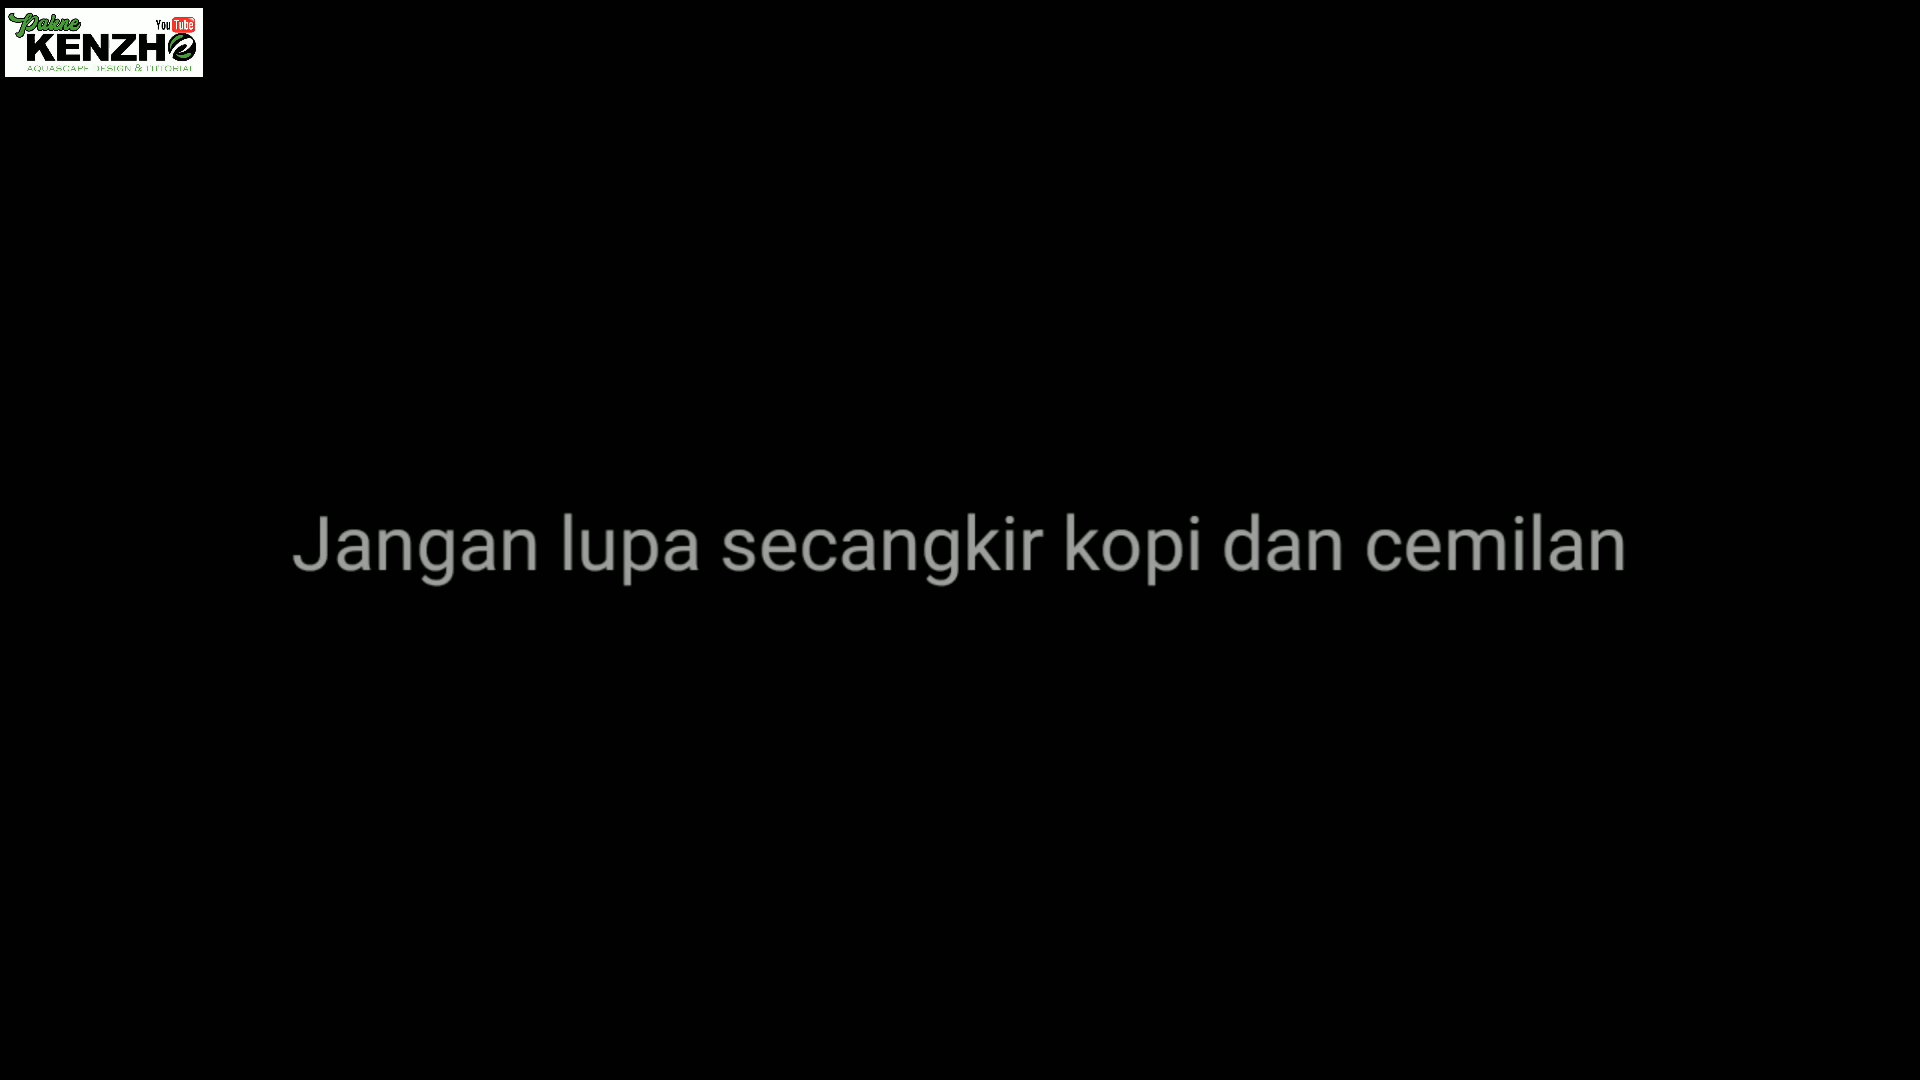 Pakne
YouTube
KENZHO
AQUASCAPE DESIGN & TUTORIAL
Jangan lupa secangkir kopi dan cemilan